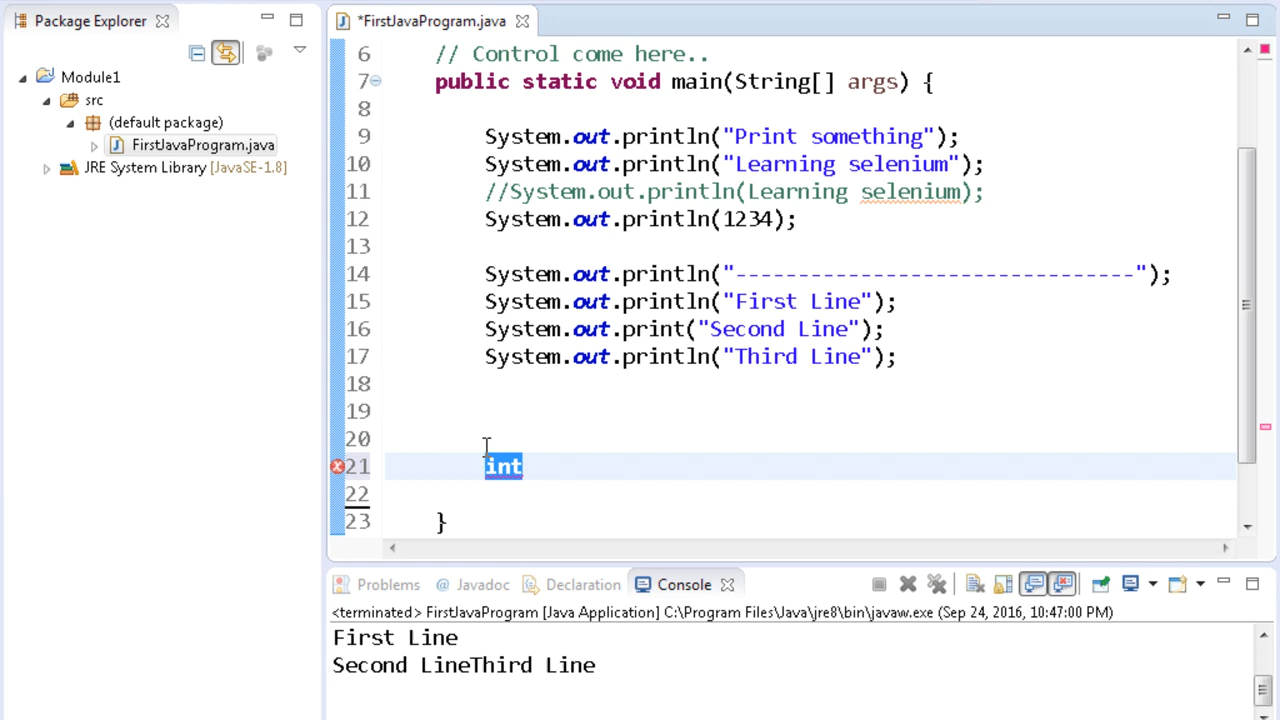 Package Explorer
Module1
src
(default package)
FirstJavaProgram.java
JRE System Library [JavaSE-1.8]
*FirstJavaProgram.java
6 // Control come here..
7 public static void main(String[] args) {
8
9 System.out.println("Print something");
10 System.out.println("Learning selenium");
11 //System.out.println(Learning selenium);
12 System.out.println(1234);
13
14 System.out.println("--------------------------------");
15 System.out.println("First Line");
16 System.out.print("Second Line");
17 System.out.println("Third Line");
18
19
20
21 int
22
23 }
Problems @ Javadoc Declaration Console
<terminated> FirstJavaProgram [Java Application] C:\Program Files\Java\jre8\bin\javaw.exe (Sep 24, 2016, 10:47:00 PM)
First Line
Second LineThird Line